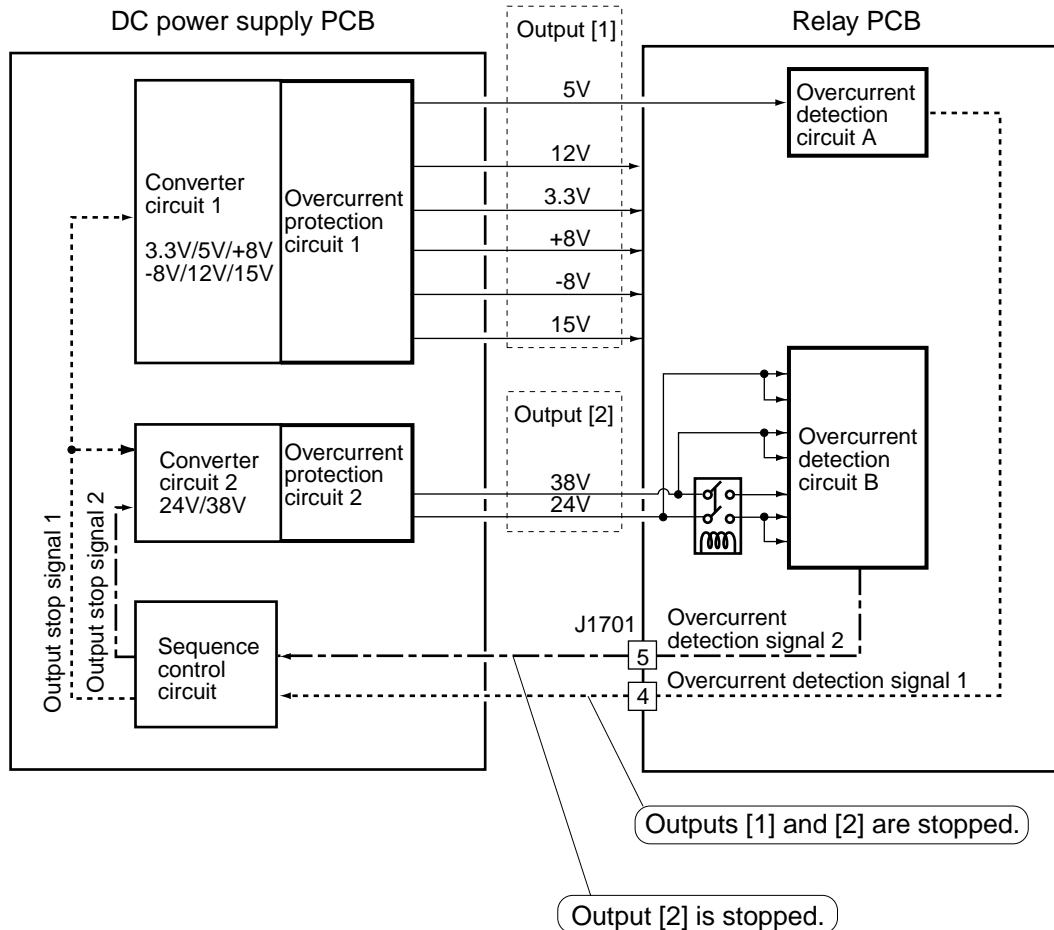 DC power supply PCB
Relay PCB
Output [1]
5V
12V
3.3V
+8V
-8V
15V
Converter
circuit 1
3.3V/5V/+8V
-8V/12V/15V
Overcurrent
protection
circuit 1
Overcurrent
detection
circuit A
Output [2]
38V
24V
Converter
circuit 2
24V/38V
Overcurrent
protection
circuit 2
Overcurrent
detection
circuit B
Output stop signal 1
Output stop signal 2
Sequence
control
circuit
J1701
5
4
Overcurrent
detection signal 2
Overcurrent detection signal 1
Outputs [1] and [2] are stopped.
Output [2] is stopped.